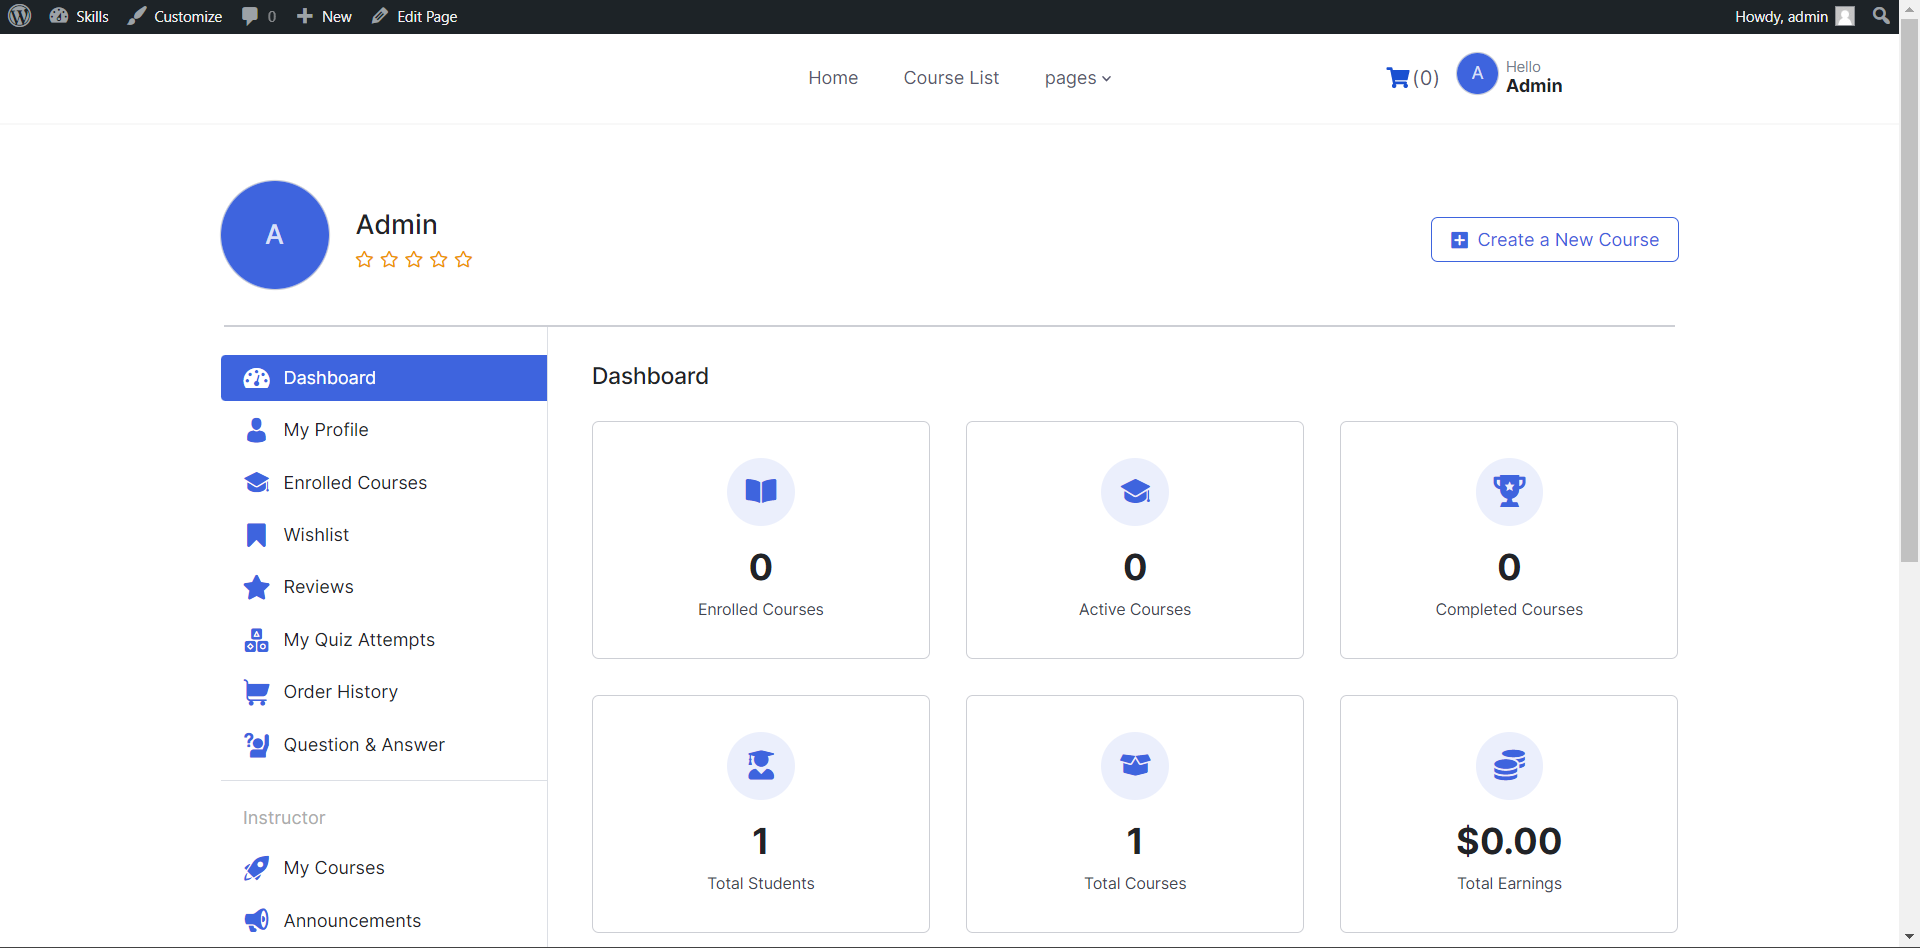 Skills Customize 0 New Edit Page Howdy, admin
Home Course List pages (0) A Hello
Admin
A
Admin
Create a New Course
Dashboard
My Profile
Enrolled Courses
Wishlist
Reviews
My Quiz Attempts
Order History
Question & Answer
Instructor
My Courses
Announcements
Dashboard
0
Enrolled Courses
0
Active Courses
0
Completed Courses
1
Total Students
1
Total Courses
$0.00
Total Earnings